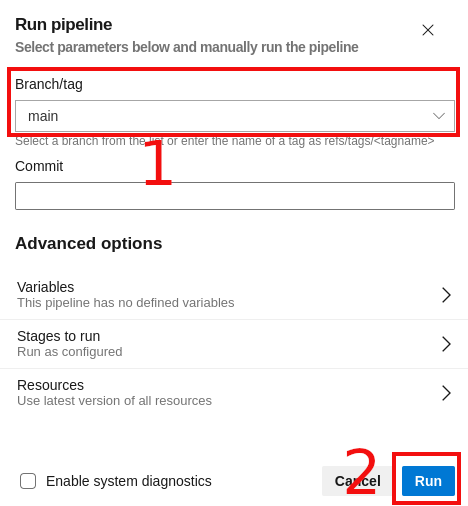 Run pipeline
Select parameters below and manually run the pipeline
Branch/tag
main
Select a branch from the list or enter the name of a tag as refs/tags/<tagname>
1
Commit
Advanced options
Variables
This pipeline has no defined variables
Stages to run
Run as configured
Resources
Use latest version of all resources
2
Enable system diagnostics
Cancel
Run